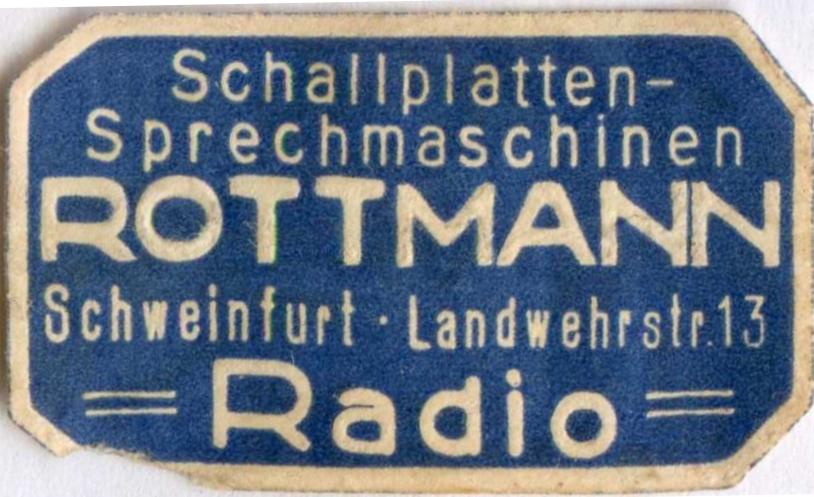 Schallplatten-
Sprechmaschinen
ROTTMANN
Schweinfurt · Landwehrstr.13
Radio